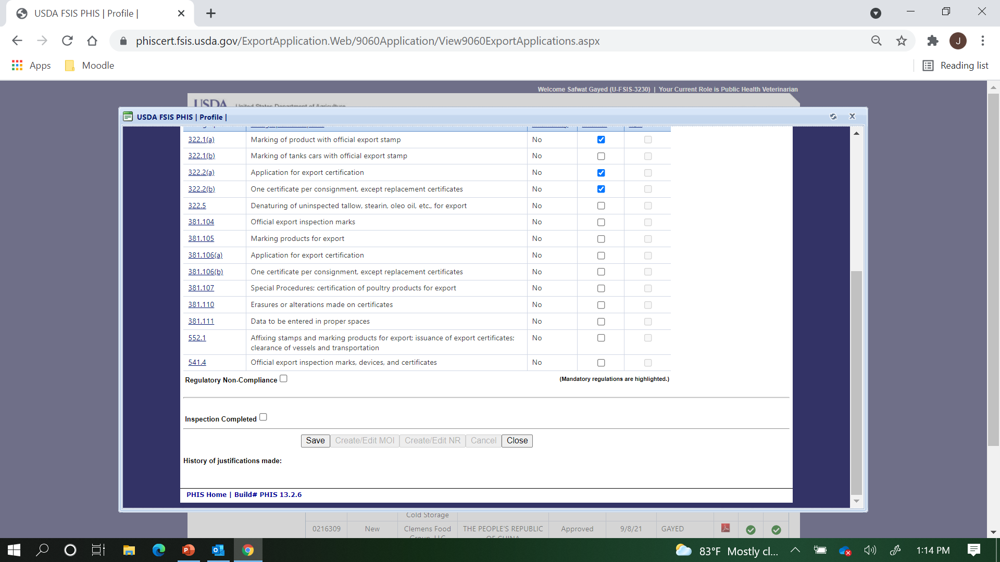 USDA FSIS PHIS | Profile |
phiscert.fsis.usda.gov/ExportApplication.Web/9060Application/View9060ExportApplications.aspx
J
Apps Moodle Reading list
Welcome Safwat Gayed (U-FSIS-3230) | Your Current Role is Public Health Veterinarian
USDA United States Department of Agriculture
USDA FSIS PHIS | Profile |
322.1(a) Marking of product with official export stamp No
322.1(b) Marking of tanks cars with official export stamp No
322.2(a) Application for export certification No
322.2(b) One certificate per consignment, except replacement certificates No
322.5 Denaturing of uninspected tallow, stearin, oleo oil, etc., for export No
381.104 Official export inspection marks No
381.105 Marking products for export No
381.106(a) Application for export certification No
381.106(b) One certificate per consignment, except replacement certificates No
381.107 Special Procedures; certification of poultry products for export No
381.110 Erasures or alterations made on certificates No
381.111 Data to be entered in proper spaces No
552.1 Affixing stamps and marking products for export; issuance of export certificates; No
clearance of vessels and transportation
541.4 Official export inspection marks, devices, and certificates No
Regulatory Non-Compliance (Mandatory regulations are highlighted.)
Inspection Completed
Save Create/Edit MOI Create/Edit NR Cancel Close
History of justifications made:
PHIS Home | Build# PHIS 13.2.6
Cold Storage
0216309 New Clemens Food THE PEOPLE'S REPUBLIC Approved 9/8/21 GAYED
Group, LLC OF CHINA
83°F Mostly cl... 1:14 PM